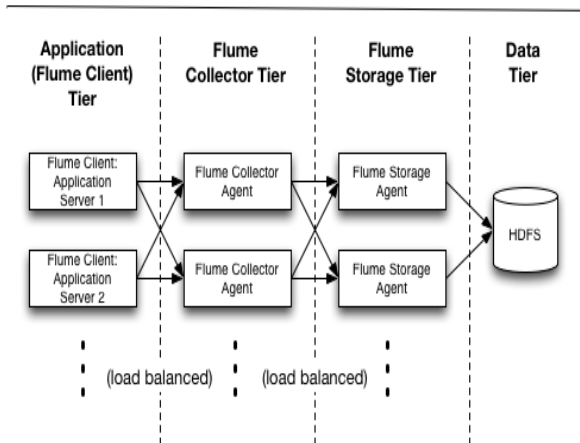 Application
(Flume Client)
Tier
Flume
Collector Tier
Flume
Storage Tier
Data
Tier
Flume Client:
Application
Server 1
Flume Collector
Agent
Flume Storage
Agent
HDFS
Flume Client:
Application
Server 2
Flume Collector
Agent
Flume Storage
Agent
(load balanced)
(load balanced)